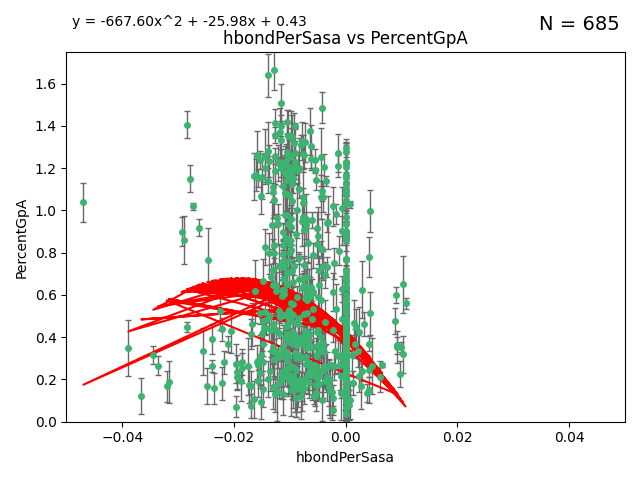 y = -667.60x^2 + -25.98x + 0.43
N = 685
hbondPerSasa vs PercentGpA
1.6
1.4
1.2
1.0
0.8
0.6
0.4
0.2
0.0
PercentGpA
−0.04 −0.02 0.00 0.02 0.04
hbondPerSasa